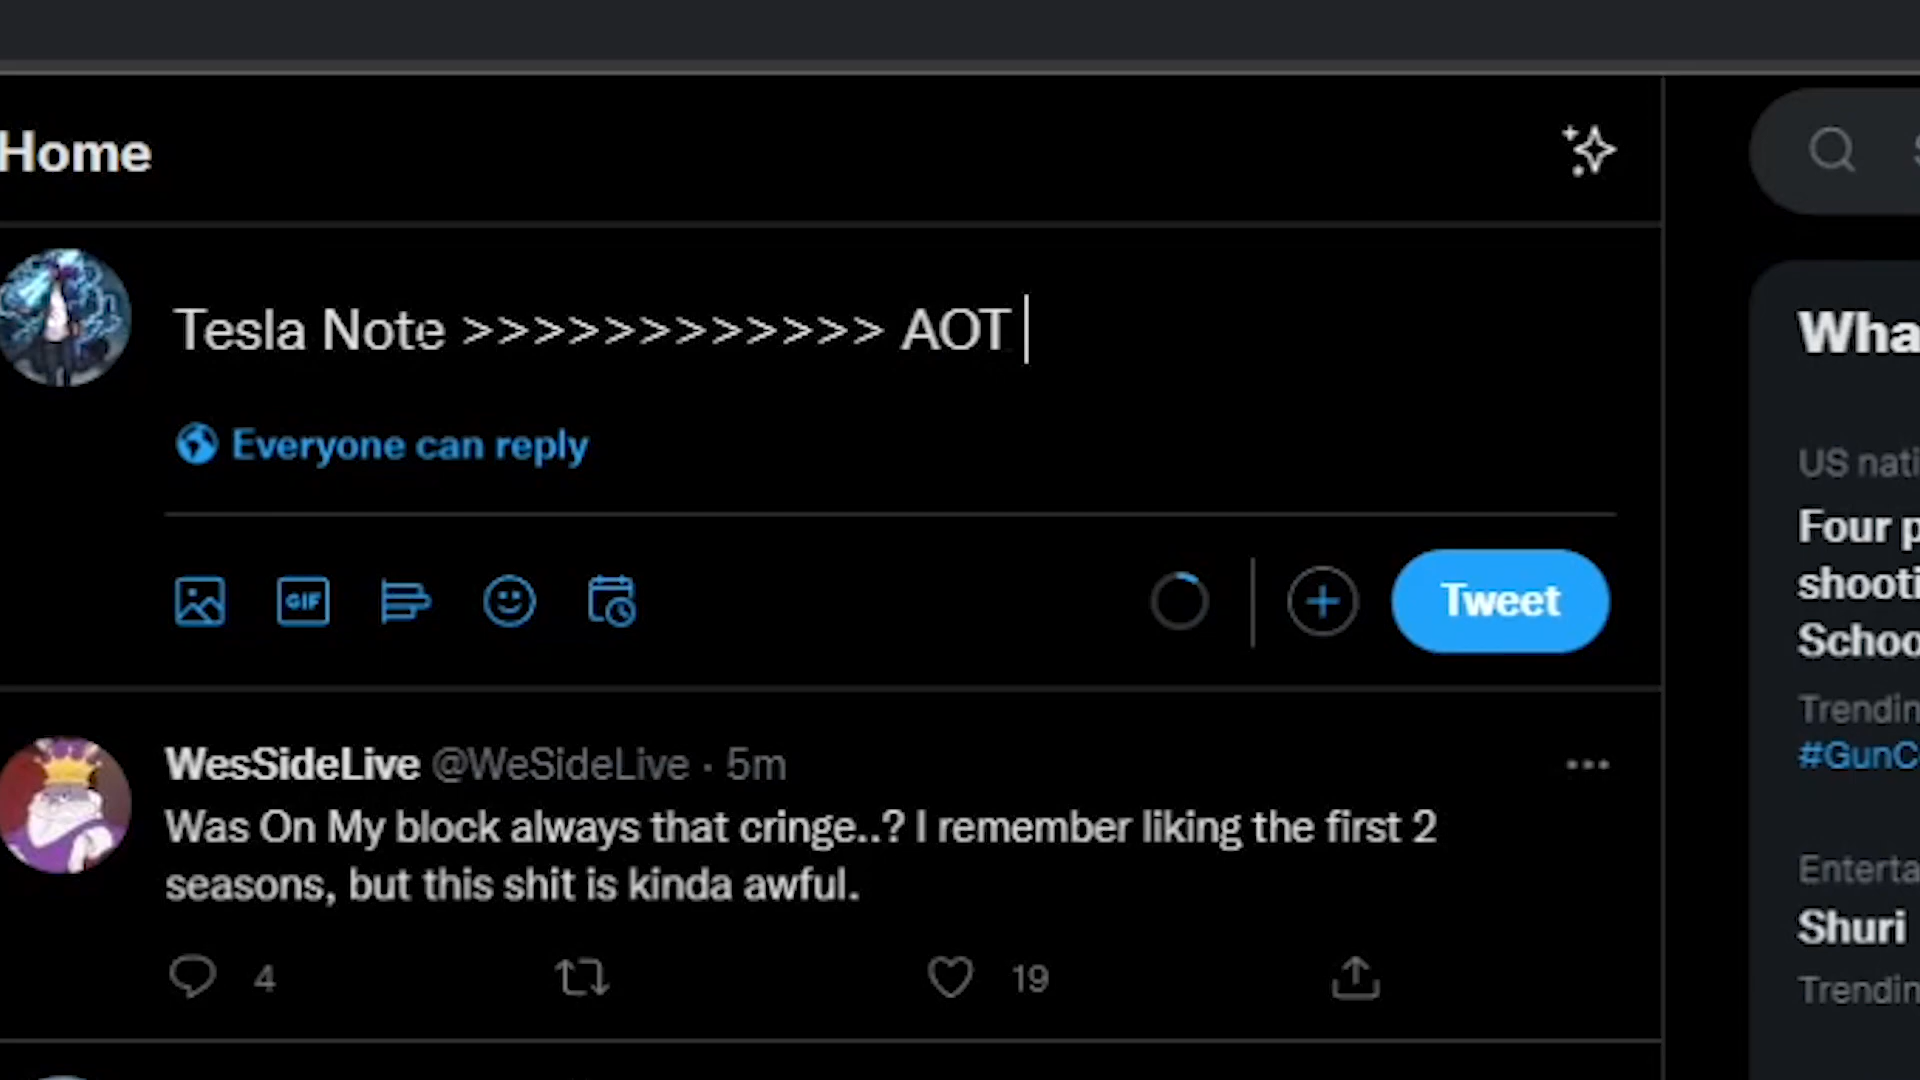 Home
Tesla Note >>>>>>>>>>>> AOT
Everyone can reply
GIF
Tweet
WesSideLive @WeSideLive · 5m
Was On My block always that cringe..? I remember liking the first 2
seasons, but this shit is kinda awful.
4
19
Wha
US nati
Four p
shooti
Schoo
Trendin
#GunC
Enterta
Shuri
Trendin